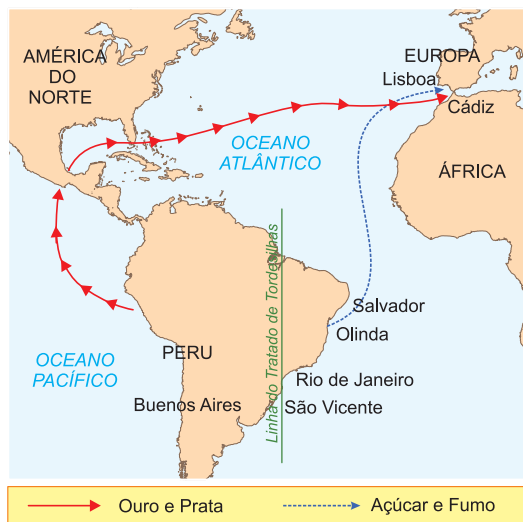 AMÉRICA
DO
NORTE
EUROPA
Lisboa
Cádiz
OCEANO
ATLÂNTICO
ÁFRICA
Linha do Tratado de Tordesilhas
Salvador
Olinda
PERU
OCEANO
PACÍFICO
Rio de Janeiro
Buenos Aires
São Vicente
Ouro e Prata
Açúcar e Fumo